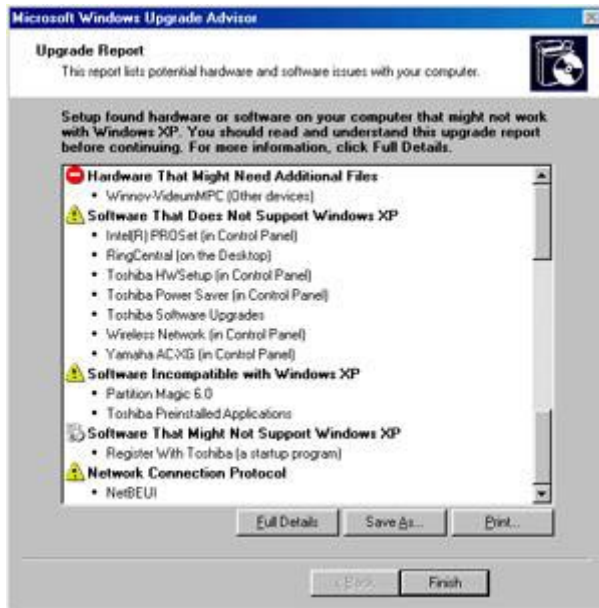 Microsoft Windows Upgrade Advisor
Upgrade Report
This report lists potential hardware and software issues with your computer.
Setup found hardware or software on your computer that might not work
with Windows XP. You should read and understand this upgrade report
before continuing. For more information, click Full Details.
Hardware That Might Need Additional Files
• Winnov-VideumMPC (Other devices)
Software That Does Not Support Windows XP
• Intel(R) PROSet (in Control Panel)
• RingCentral (on the Desktop)
• Toshiba HWSetup (in Control Panel)
• Toshiba Power Saver (in Control Panel)
• Toshiba Software Upgrades
• Wireless Network (in Control Panel)
• Yamaha AC-XG (in Control Panel)
Software Incompatible with Windows XP
• Partition Magic 6.0
• Toshiba Preinstalled Applications
Software That Might Not Support Windows XP
• Register With Toshiba (a startup program)
Network Connection Protocol
• NetBEUI
Full Details Save As... Print...
< Back Finish